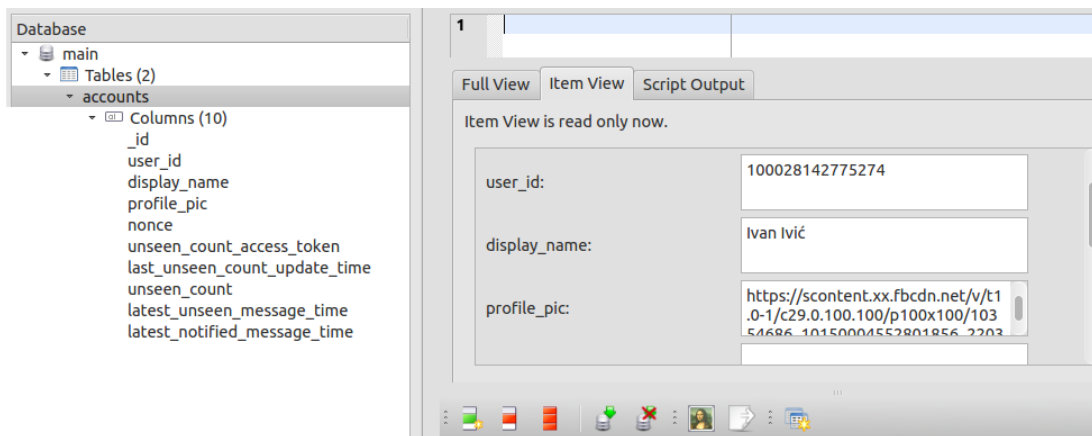 Database
main
Tables (2)
accounts
Columns (10)
_id
user_id
display_name
profile_pic
nonce
unseen_count_access_token
last_unseen_count_update_time
unseen_count
latest_unseen_message_time
latest_notified_message_time
1
Full View Item View Script Output
Item View is read only now.
user_id:
100028142775274
display_name:
Ivan Ivić
profile_pic:
https://scontent.xx.fbcdn.net/v/t1
.0-1/c29.0.100.100/p100x100/103
54686_10150004552801856_2203